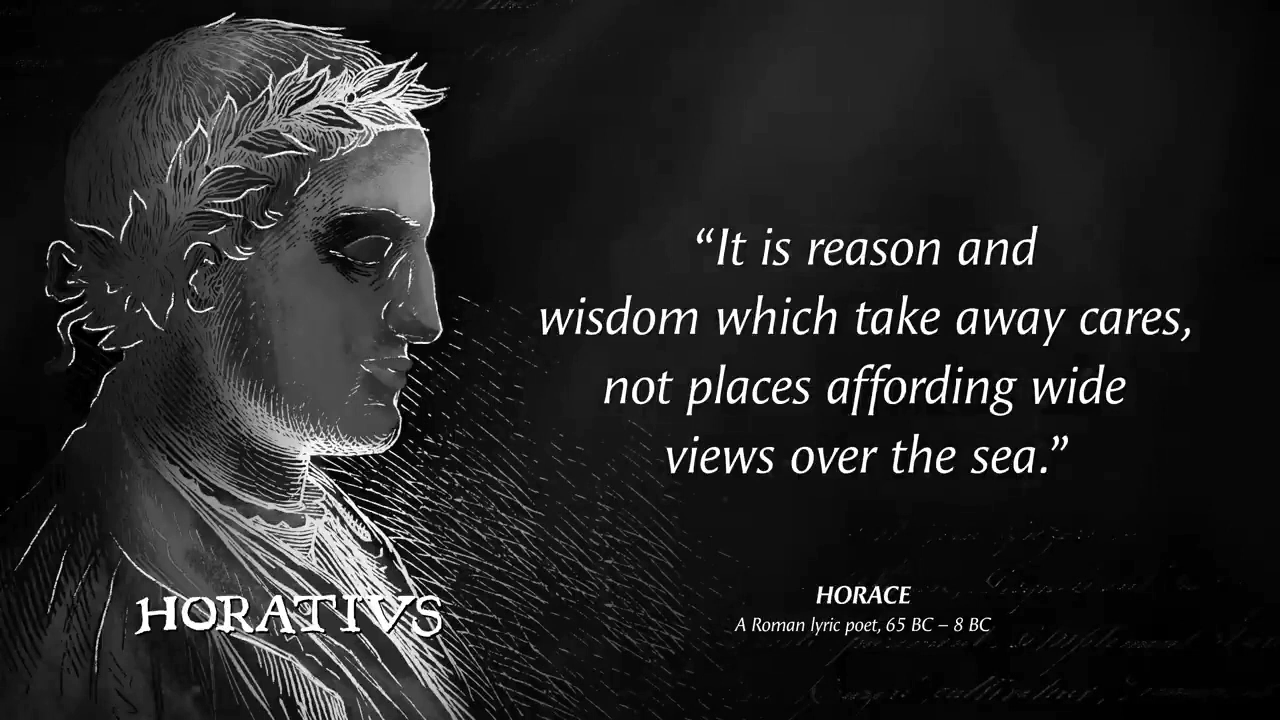 “It is reason and
wisdom which take away cares,
not places affording wide
views over the sea.”
HORACE
A Roman lyric poet, 65 BC – 8 BC
HORATIVS